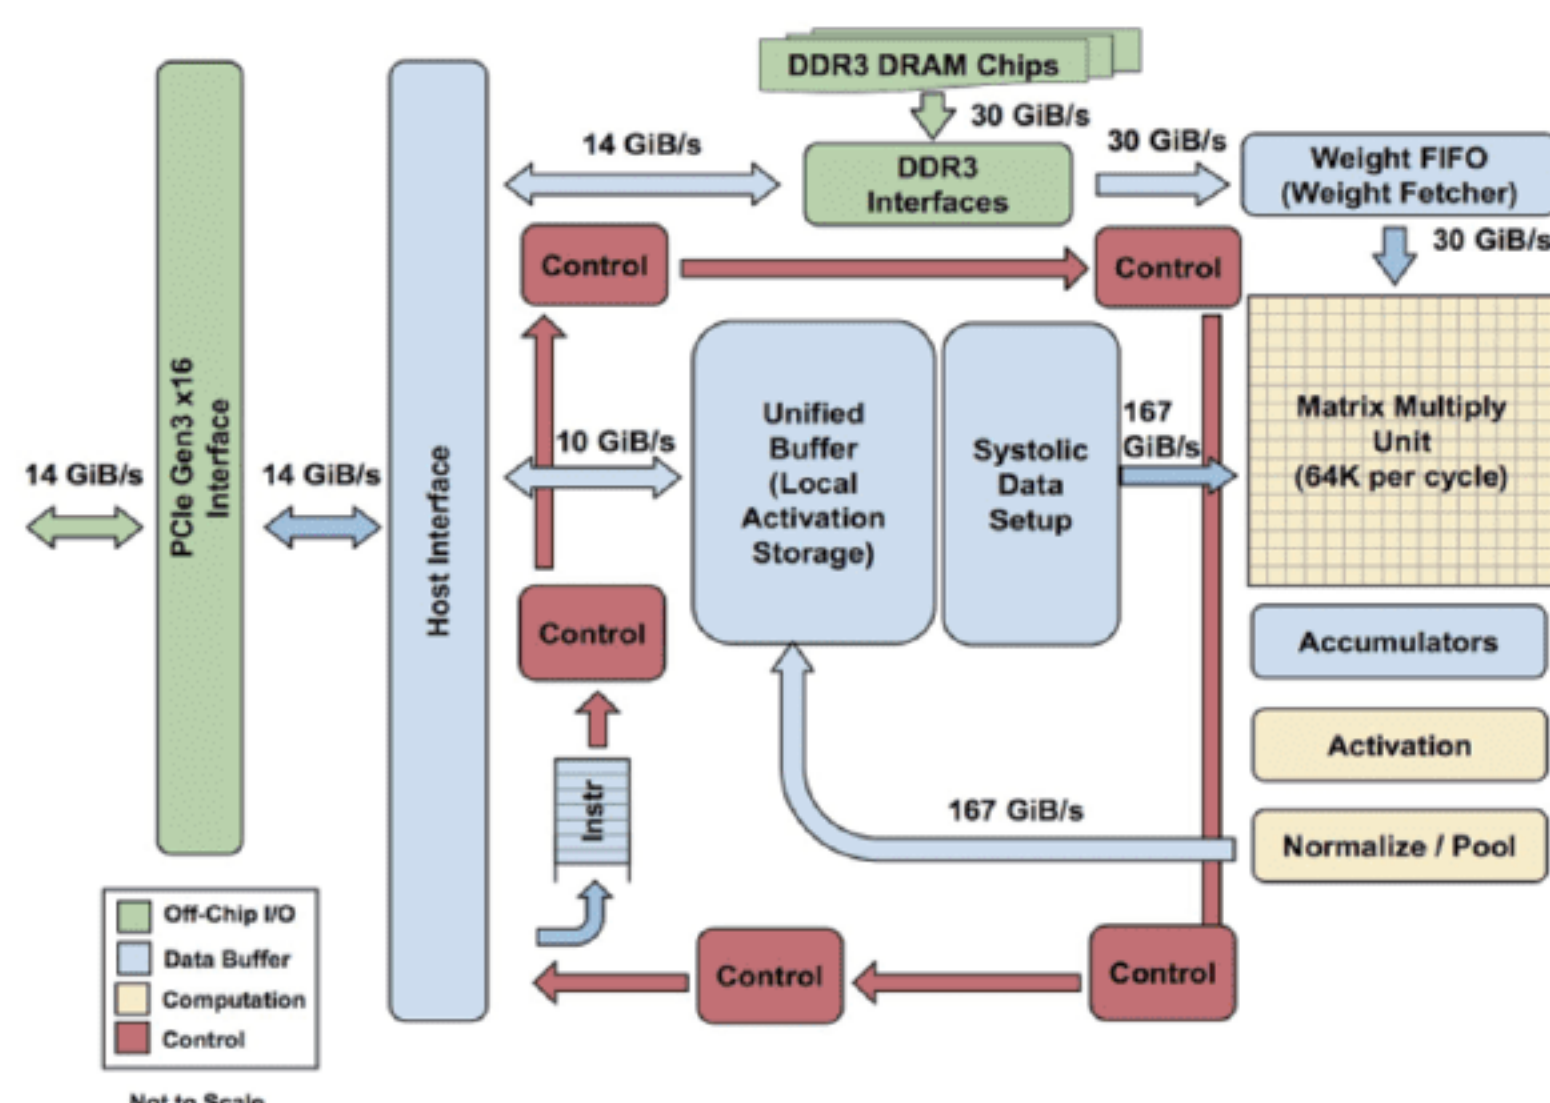 DDR3 DRAM Chips
30 GiB/s
14 GiB/s
30 GiB/s
DDR3
Interfaces
Weight FIFO
(Weight Fetcher)
30 GiB/s
Control
Control
PCIe Gen3 x16
Interface
Host Interface
14 GiB/s
14 GiB/s
10 GiB/s
Unified
Buffer
(Local
Activation
Storage)
Systolic
Data
Setup
167
GiB/s
Matrix Multiply
Unit
(64K per cycle)
Control
Accumulators
Activation
Instr
167 GiB/s
Normalize / Pool
Control
Control
Off-Chip I/O
Data Buffer
Computation
Control
Not to Scale